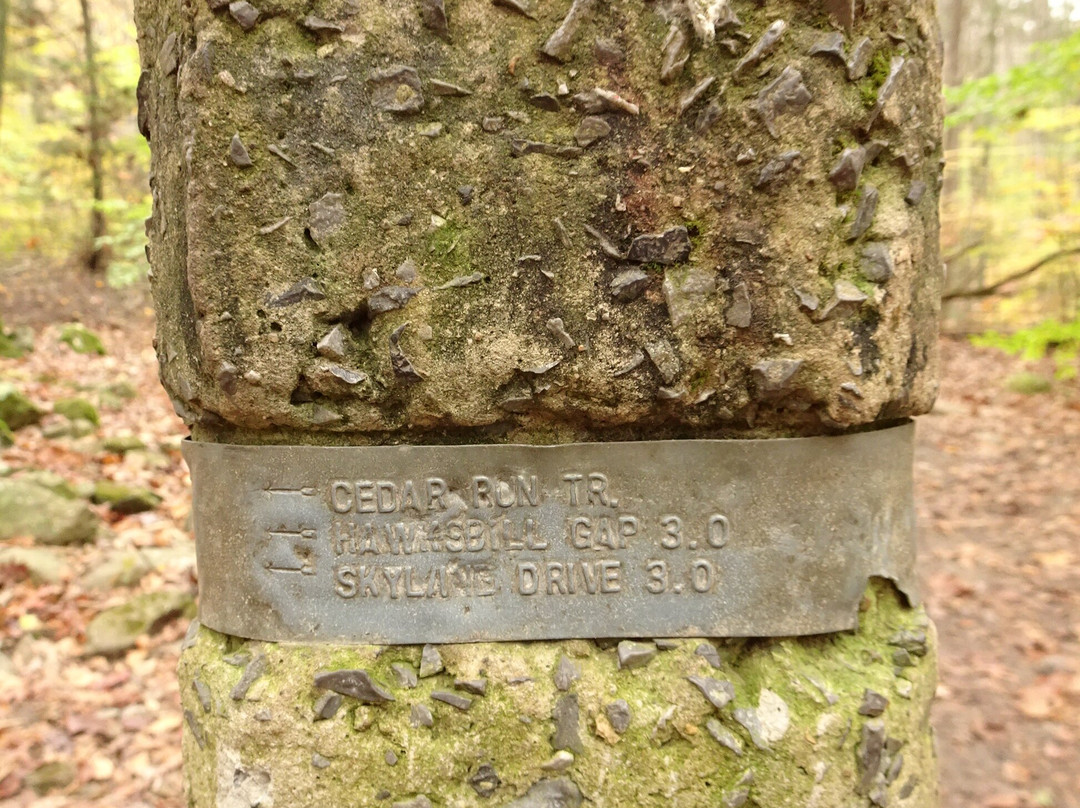 ← CEDAR RUN TR.
← HAWKSBILL GAP 3.0
← SKYLINE DRIVE 3.0